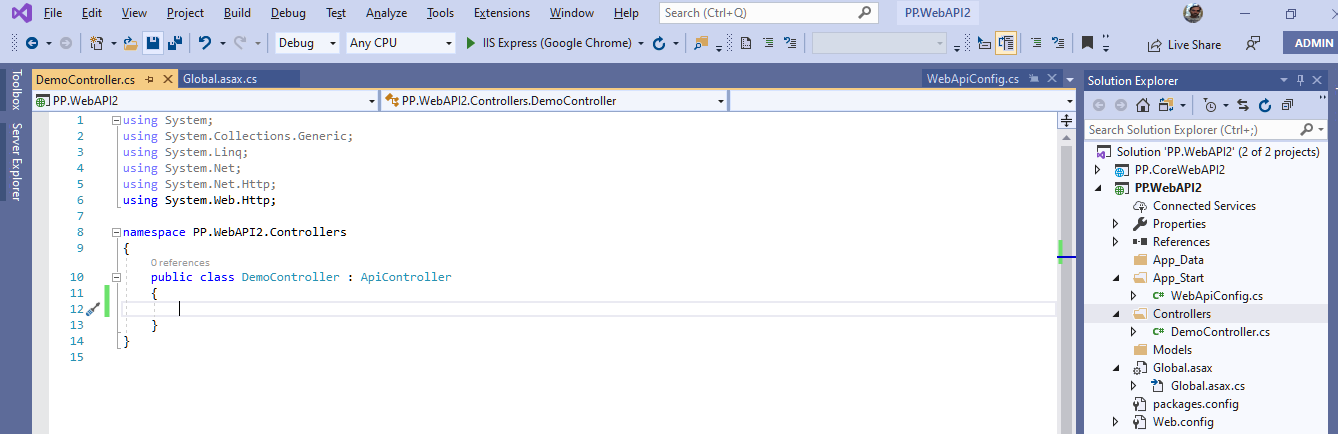 File Edit View Project Build Debug Test Analyze Tools Extensions Window Help Search (Ctrl+Q) PP.WebAPI2
Debug Any CPU IIS Express (Google Chrome) Live Share ADMIN
Toolbox
Server Explorer
DemoController.cs Global.asax.cs WebApiConfig.cs
PP.WebAPI2 PP.WebAPI2.Controllers.DemoController
1 using System;
2 using System.Collections.Generic;
3 using System.Linq;
4 using System.Net;
5 using System.Net.Http;
6 using System.Web.Http;
7
8 namespace PP.WebAPI2.Controllers
9 {
0 references
10 public class DemoController : ApiController
11 {
12
13 }
14 }
15
Solution Explorer
Search Solution Explorer (Ctrl+;)
Solution 'PP.WebAPI2' (2 of 2 projects)
PP.CoreWebAPI2
PP.WebAPI2
Connected Services
Properties
References
App_Data
App_Start
C# WebApiConfig.cs
Controllers
C# DemoController.cs
Models
Global.asax
Global.asax.cs
packages.config
Web.config